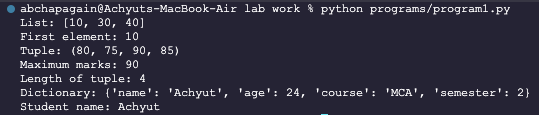 abchapagain@Achyuts-MacBook-Air lab work % python programs/program1.py
List: [10, 30, 40]
First element: 10
Tuple: (80, 75, 90, 85)
Maximum marks: 90
Length of tuple: 4
Dictionary: {'name': 'Achyut', 'age': 24, 'course': 'MCA', 'semester': 2}
Student name: Achyut